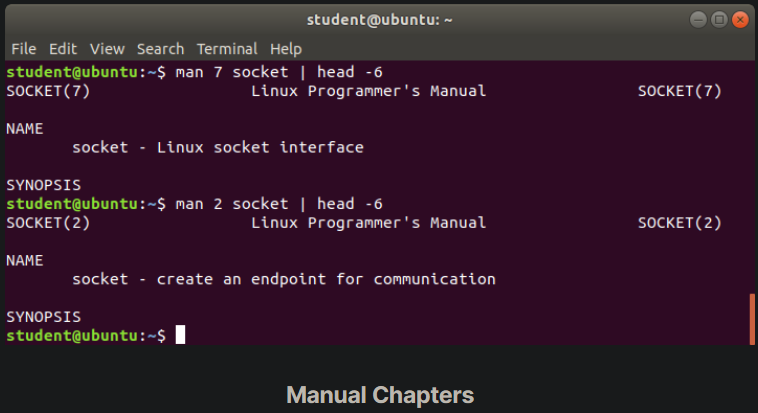 student@ubuntu: ~
File Edit View Search Terminal Help
student@ubuntu:~$ man 7 socket | head -6
SOCKET(7) Linux Programmer's Manual SOCKET(7)
NAME
socket - Linux socket interface
SYNOPSIS
student@ubuntu:~$ man 2 socket | head -6
SOCKET(2) Linux Programmer's Manual SOCKET(2)
NAME
socket - create an endpoint for communication
SYNOPSIS
student@ubuntu:~$
Manual Chapters